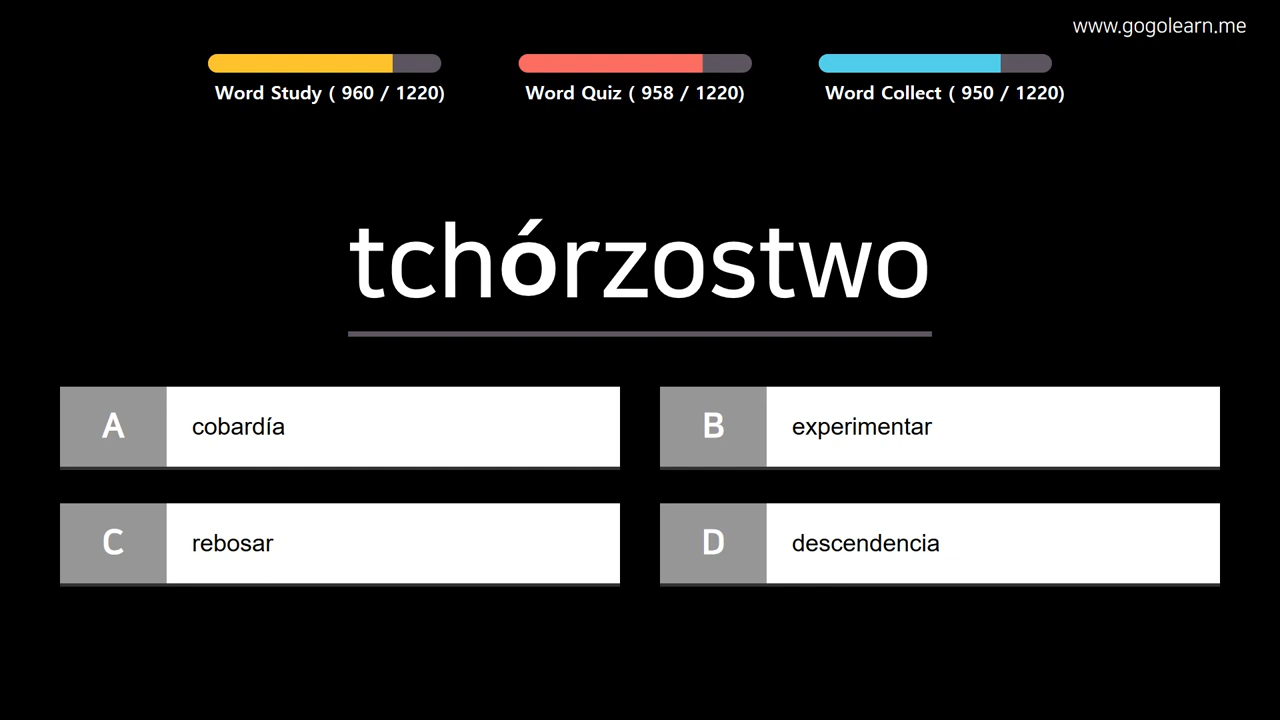 www.gogolearn.me
Word Study ( 960 / 1220)
Word Quiz ( 958 / 1220)
Word Collect ( 950 / 1220)
tchórzostwo
A cobardía
B experimentar
C rebosar
D descendencia